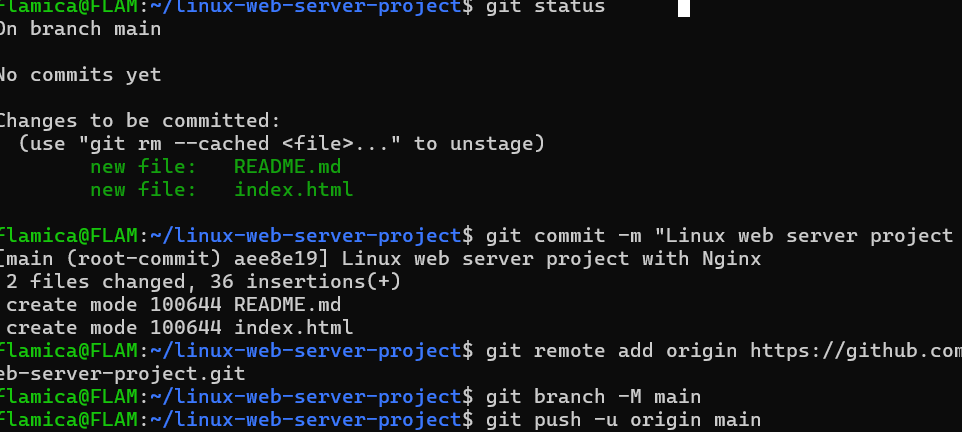 flamica@FLAM:~/linux-web-server-project$ git status
On branch main
No commits yet
Changes to be committed:
(use "git rm --cached <file>..." to unstage)
new file: README.md
new file: index.html
flamica@FLAM:~/linux-web-server-project$ git commit -m "Linux web server project
[main (root-commit) aee8e19] Linux web server project with Nginx
2 files changed, 36 insertions(+)
create mode 100644 README.md
create mode 100644 index.html
flamica@FLAM:~/linux-web-server-project$ git remote add origin https://github.com
eb-server-project.git
flamica@FLAM:~/linux-web-server-project$ git branch -M main
flamica@FLAM:~/linux-web-server-project$ git push -u origin main